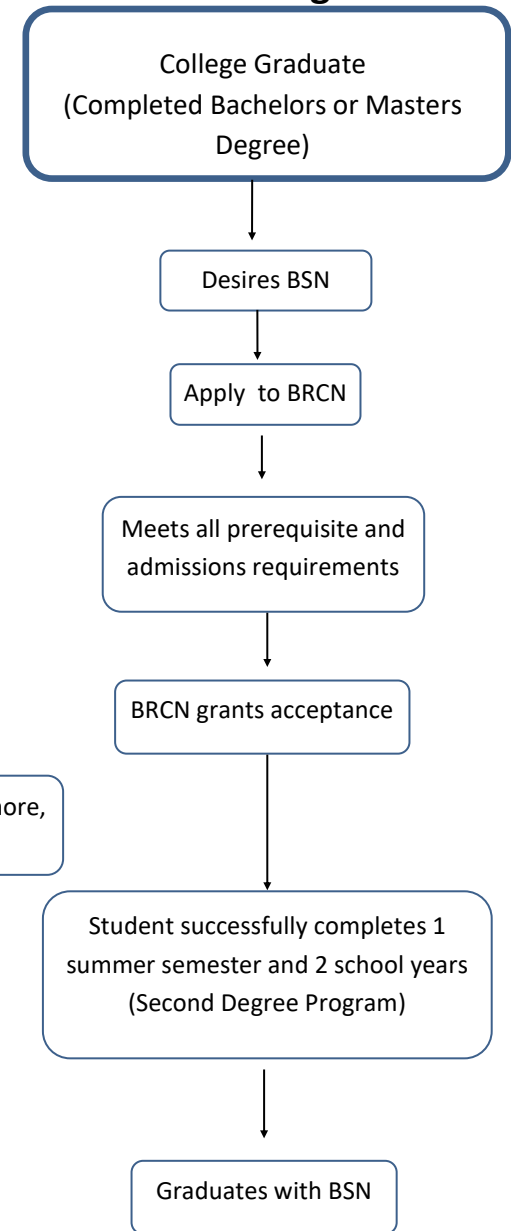 College Graduate
(Completed Bachelors or Masters
Degree)
Desires BSN
Apply to BRCN
Meets all prerequisite and
admissions requirements
BRCN grants acceptance
Student successfully completes 1
summer semester and 2 school years
(Second Degree Program)
Graduates with BSN